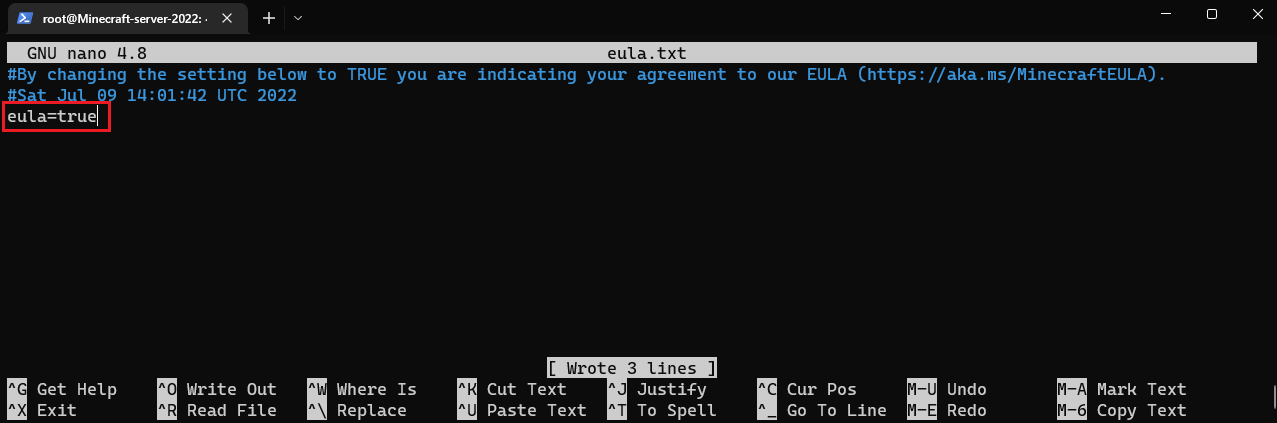 root@Minecraft-server-2022: ·
GNU nano 4.8 eula.txt
#By changing the setting below to TRUE you are indicating your agreement to our EULA (https://aka.ms/MinecraftEULA).
#Sat Jul 09 14:01:42 UTC 2022
eula=true
[ Wrote 3 lines ]
^G Get Help ^O Write Out ^W Where Is ^K Cut Text ^J Justify ^C Cur Pos M-U Undo M-A Mark Text
^X Exit ^R Read File ^\ Replace ^U Paste Text ^T To Spell ^_ Go To Line M-E Redo M-6 Copy Text